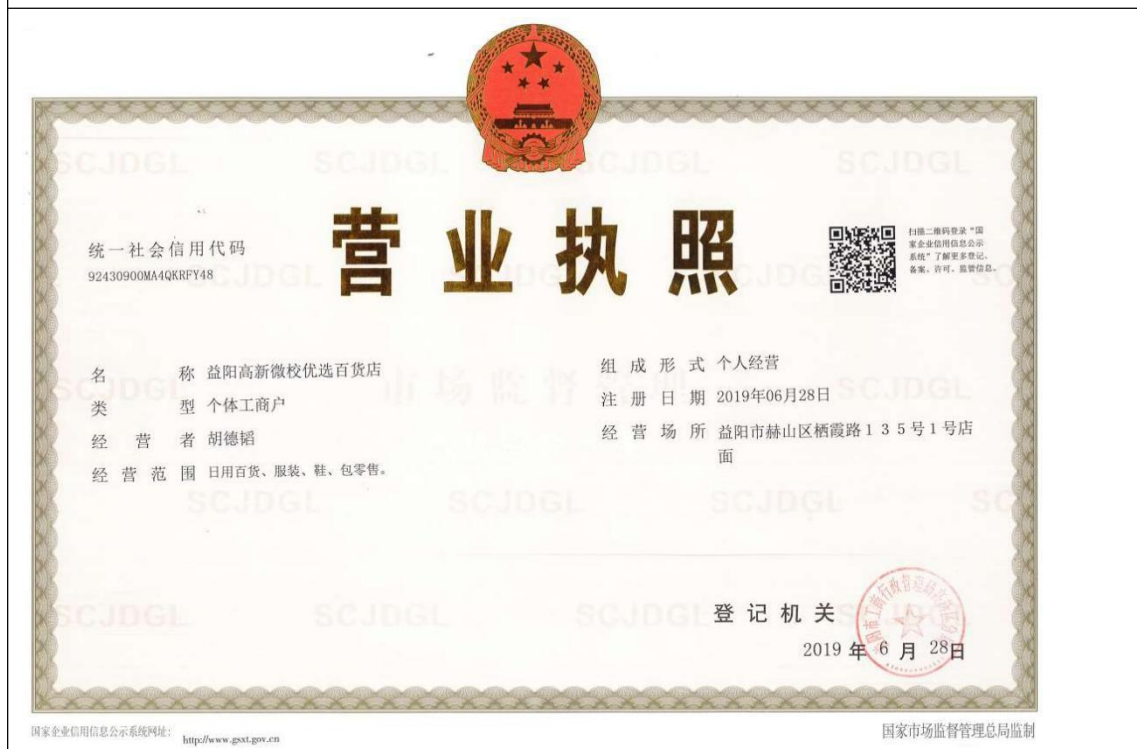 营业执照
统一社会信用代码
92430900MA4QKRFY48
扫描二维码登录“国
家企业信用信息公示
系统”了解更多登记、
备案、许可、监管信息。
名称 益阳高新微校优选百货店
类型 个体工商户
经营者 胡德韬
经营范围 日用百货、服装、鞋、包零售。
组成形式 个人经营
注册日期 2019年06月28日
经营场所 益阳市赫山区栖霞路135号1号店
面
登记机关
2019 年 6 月 28日
国家企业信用信息公示系统网址:
http://www.gsxt.gov.cn
国家市场监督管理总局监制
SCJDGL
市场监督管理